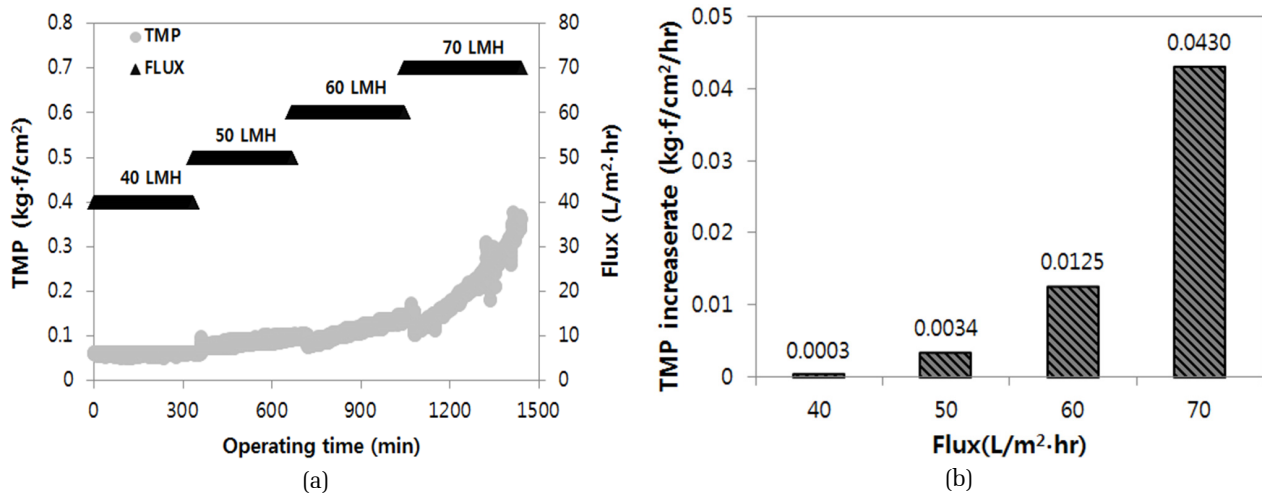 TMP (kg·f/cm²)
0.8
0.7
0.6
0.5
0.4
0.3
0.2
0.1
0
TMP
FLUX
40 LMH
50 LMH
60 LMH
70 LMH
80
70
60
50
40
30
20
10
0
Flux (L/m²·hr)
0 300 600 900 1200 1500
Operating time (min)
(a)
TMP increaserate (kg·f/cm²/hr)
0.05
0.04
0.03
0.02
0.01
0
0.0003
0.0034
0.0125
0.0430
40 50 60 70
Flux(L/m²·hr)
(b)